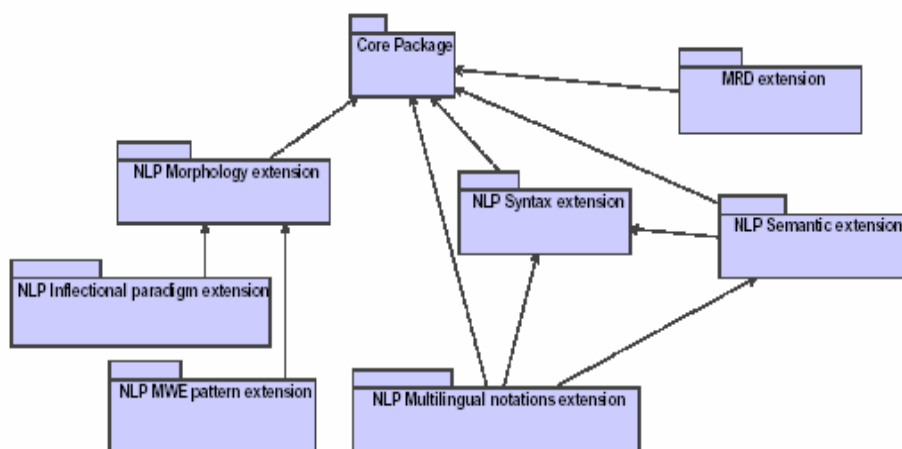 Core Package
MRD extension
NLP Morphology extension
NLP Syntax extension
NLP Semantic extension
NLP Inflectional paradigm extension
NLP MWE pattern extension
NLP Multilingual notations extension